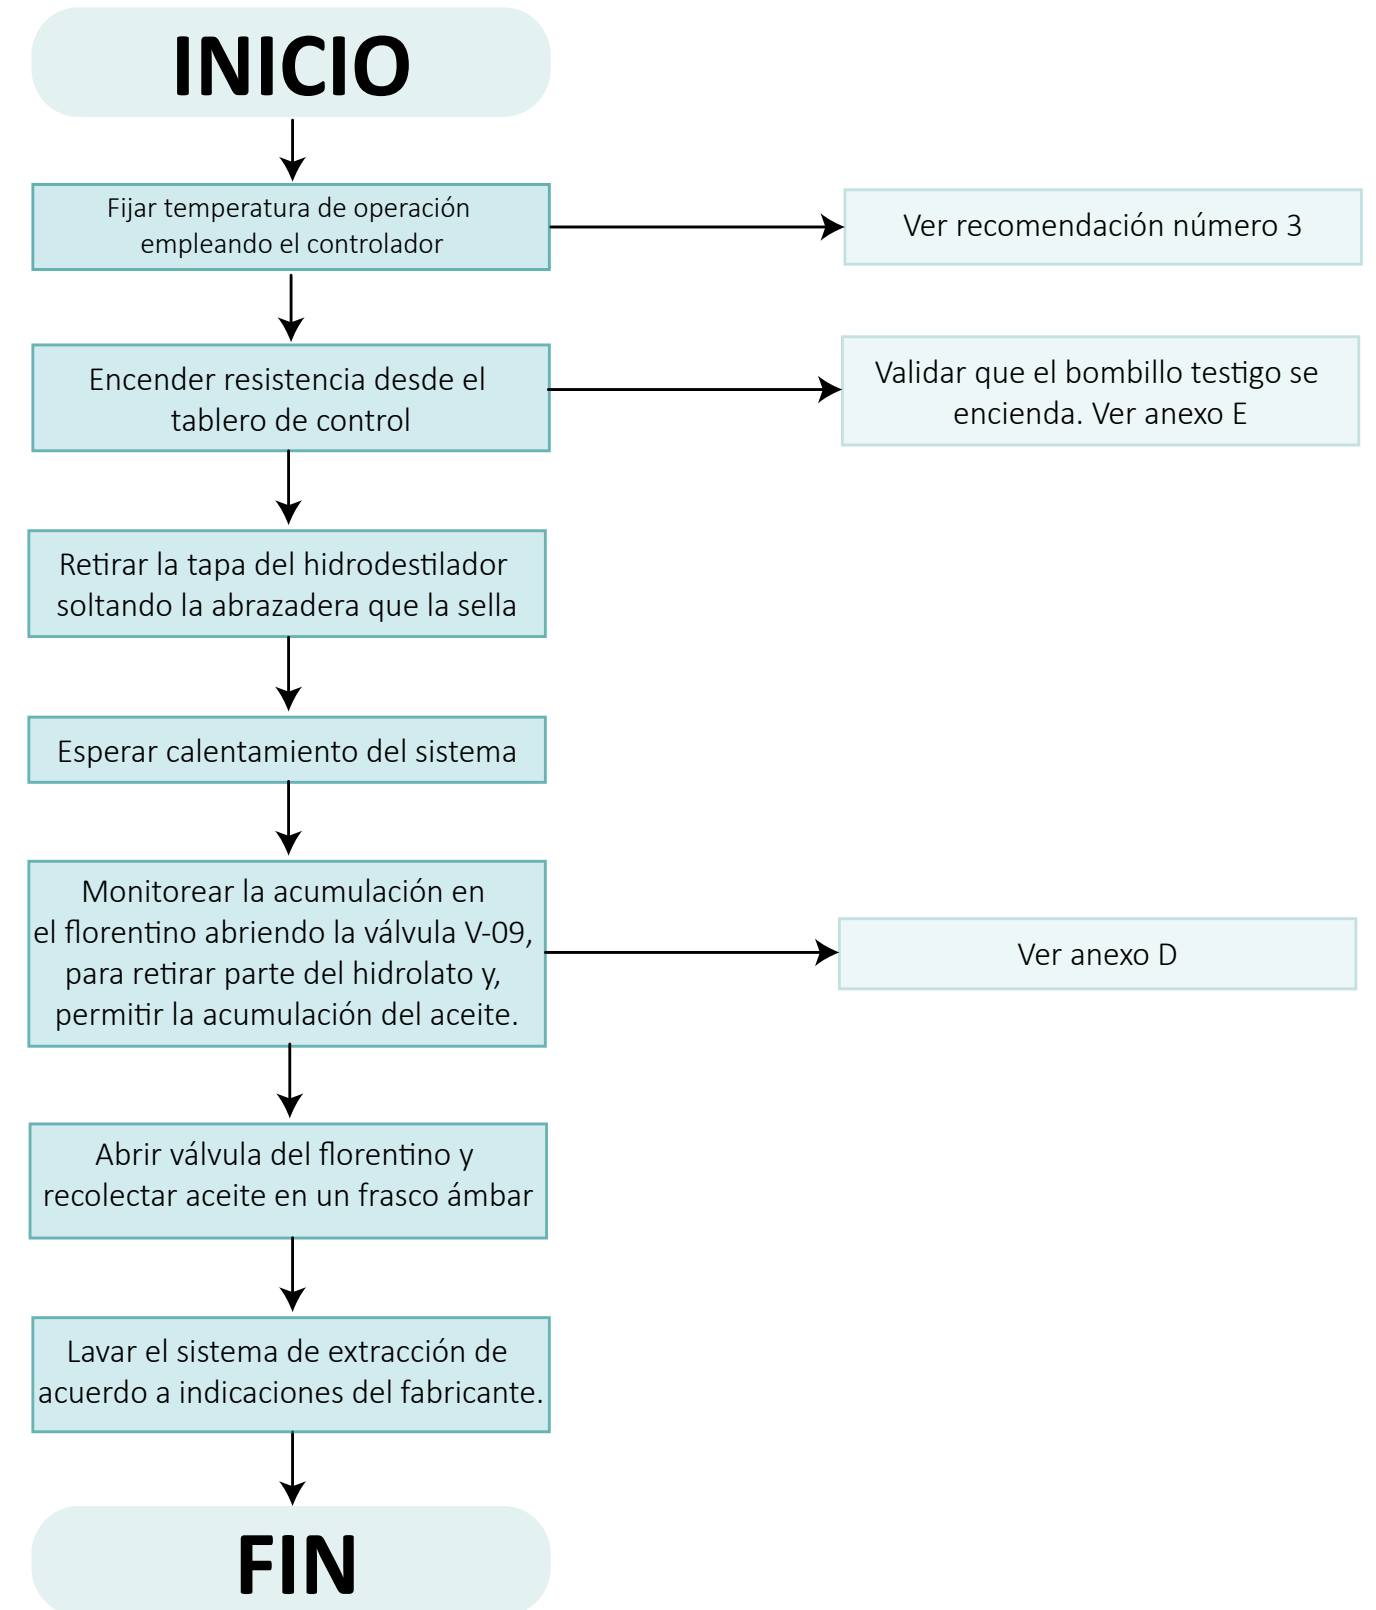 INICIO
Fijar temperatura de operación
empleando el controlador
Ver recomendación número 3
Encender resistencia desde el
tablero de control
Validar que el bombillo testigo se
encienda. Ver anexo E
Retirar la tapa del hidrodestilador
soltando la abrazadera que la sella
Esperar calentamiento del sistema
Monitorear la acumulación en
el florentino abriendo la válvula V-09,
para retirar parte del hidrolato y,
permitir la acumulación del aceite.
Ver anexo D
Abrir válvula del florentino y
recolectar aceite en un frasco ámbar
Lavar el sistema de extracción de
acuerdo a indicaciones del fabricante.
FIN